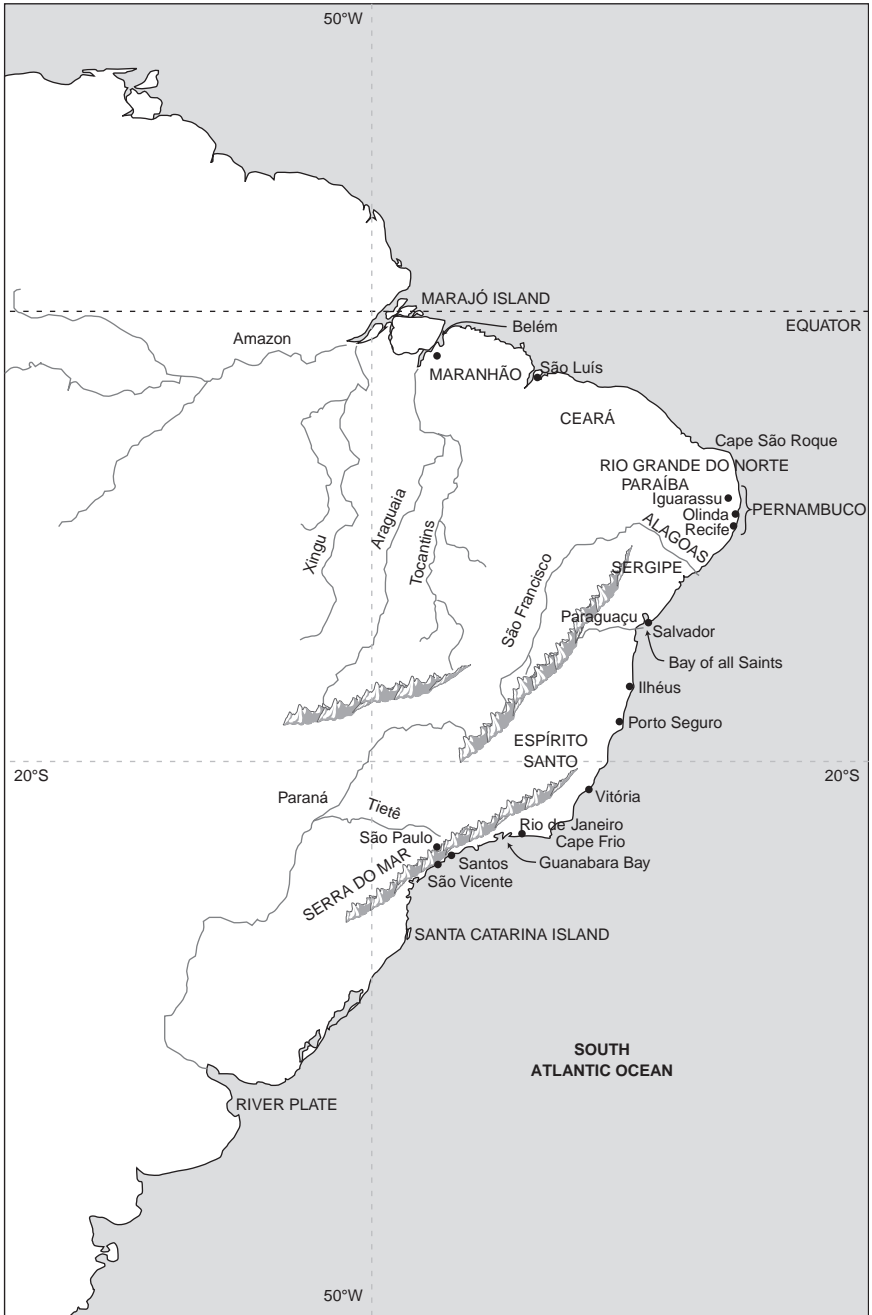 50°W
MARAJÓ ISLAND
Belém
EQUATOR
Amazon
São Luís
MARANHÃO
CEARÁ
Cape São Roque
RIO GRANDE DO NORTE
PARAÍBA
Iguarassu
Olinda
PERNAMBUCO
Recife
ALAGOAS
Xingu
Araguaia
Tocantins
São Francisco
SERGIPE
Paraguaçu
Salvador
Bay of all Saints
Ilhéus
Porto Seguro
ESPÍRITO
SANTO
20°S
20°S
Paraná
Tietê
Vitória
Rio de Janeiro
São Paulo
Cape Frio
Santos
Guanabara Bay
São Vicente
SERRA DO MAR
SANTA CATARINA ISLAND
SOUTH
ATLANTIC OCEAN
RIVER PLATE
50°W